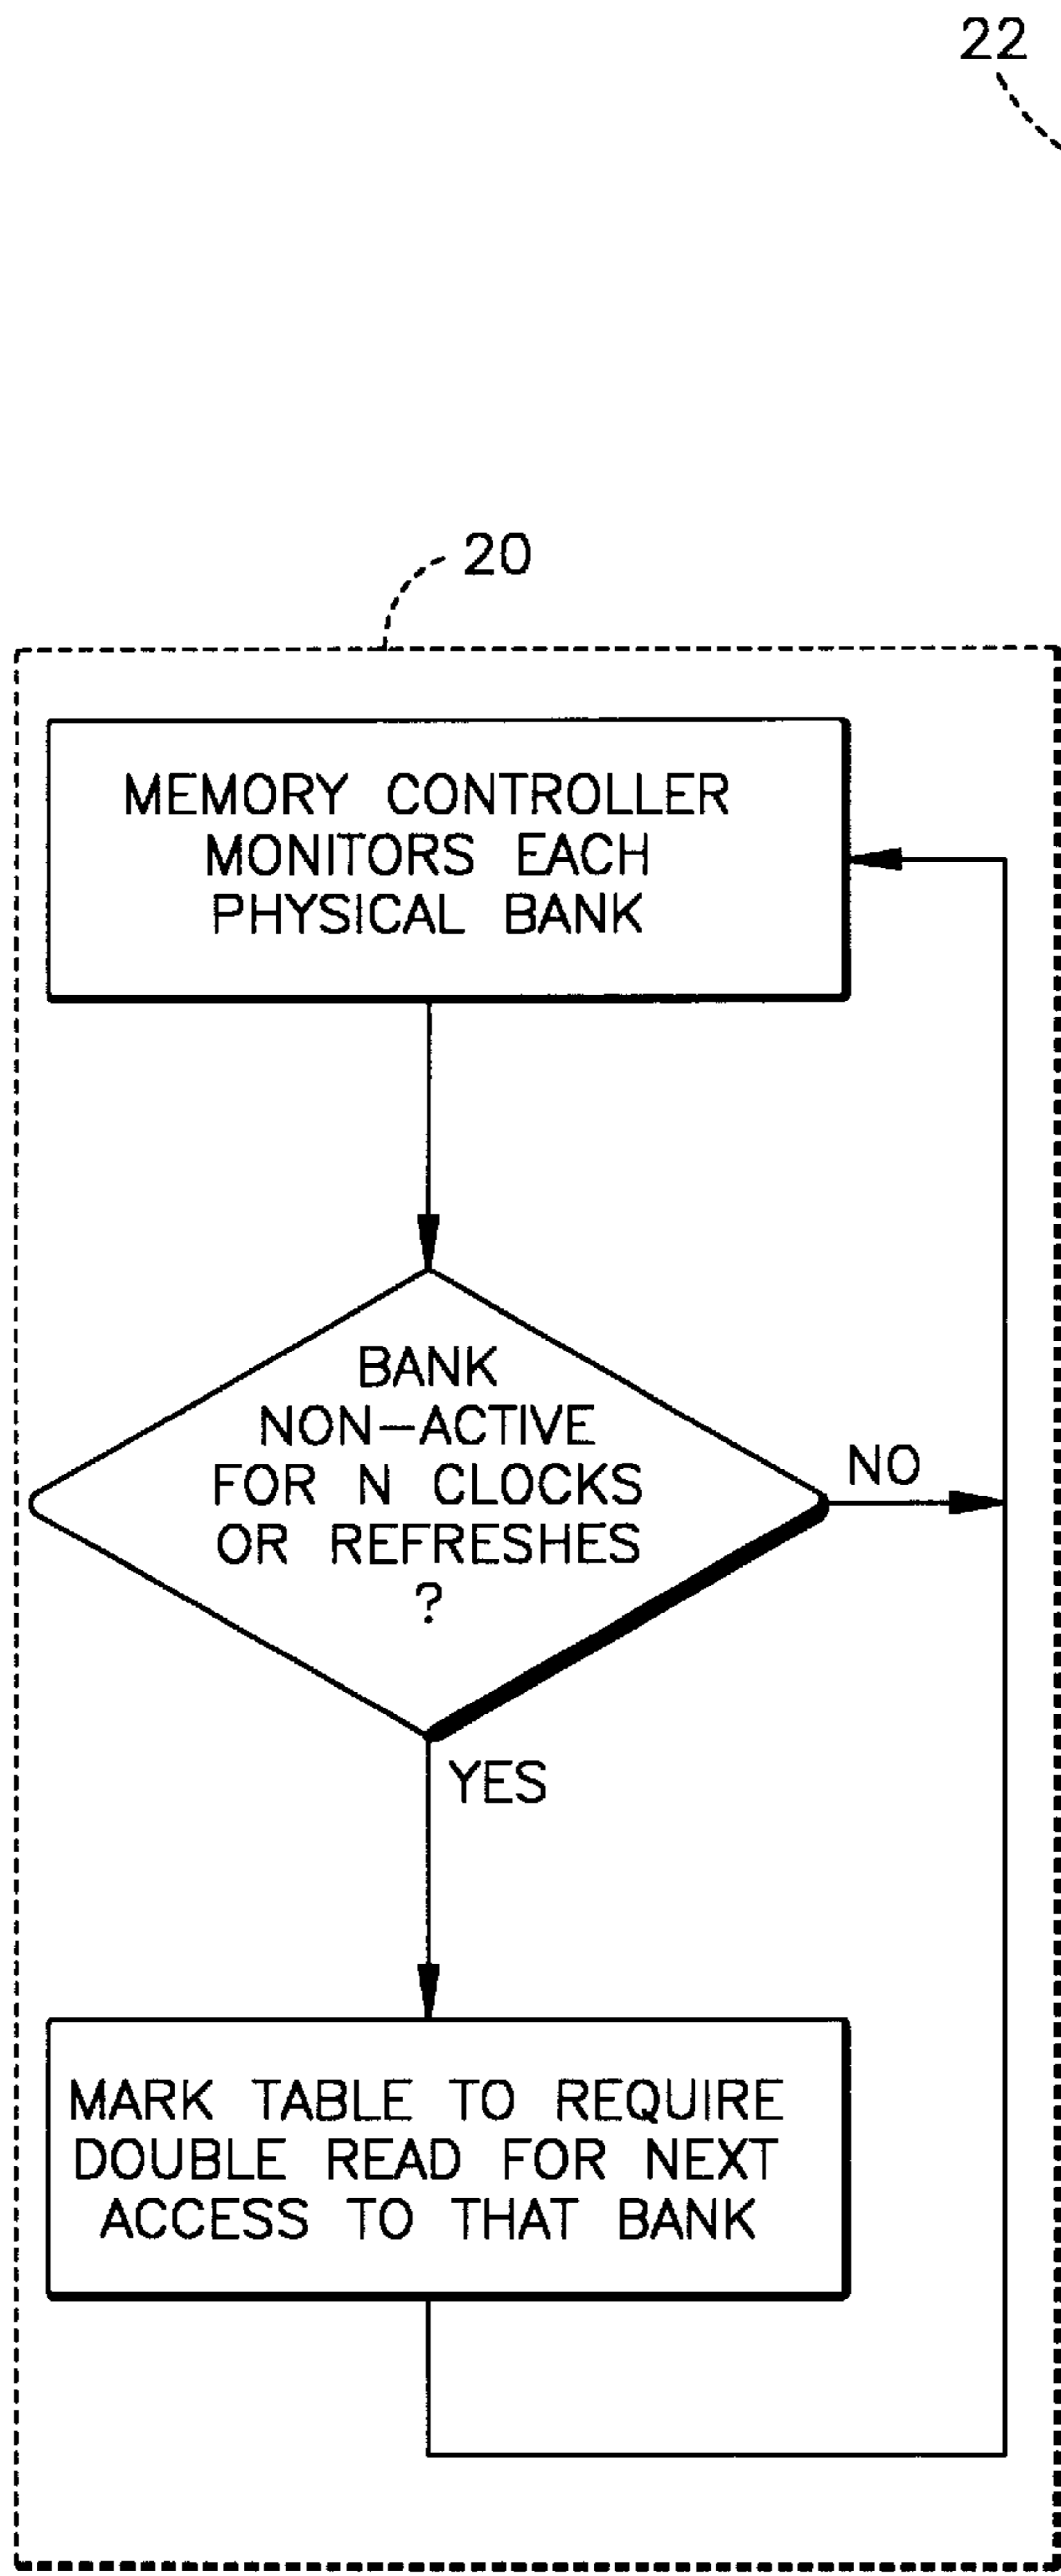 22
20
MEMORY CONTROLLER
MONITORS EACH
PHYSICAL BANK
BANK
NON-ACTIVE
FOR N CLOCKS
OR REFRESHES
?
NO
YES
MARK TABLE TO REQUIRE
DOUBLE READ FOR NEXT
ACCESS TO THAT BANK